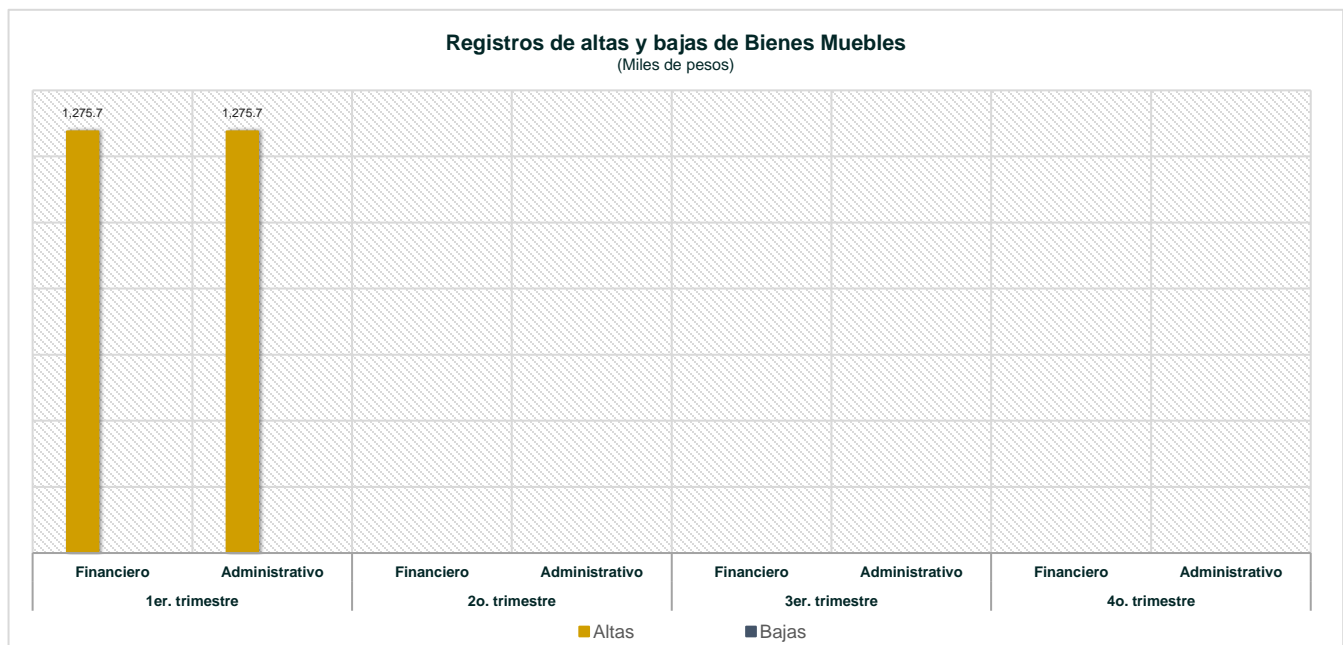 Registros de altas y bajas de Bienes Muebles
(Miles de pesos)
1,275.7 1,275.7
Financiero Administrativo Financiero Administrativo Financiero Administrativo Financiero Administrativo
1er. trimestre 2o. trimestre 3er. trimestre 4o. trimestre
Altas Bajas